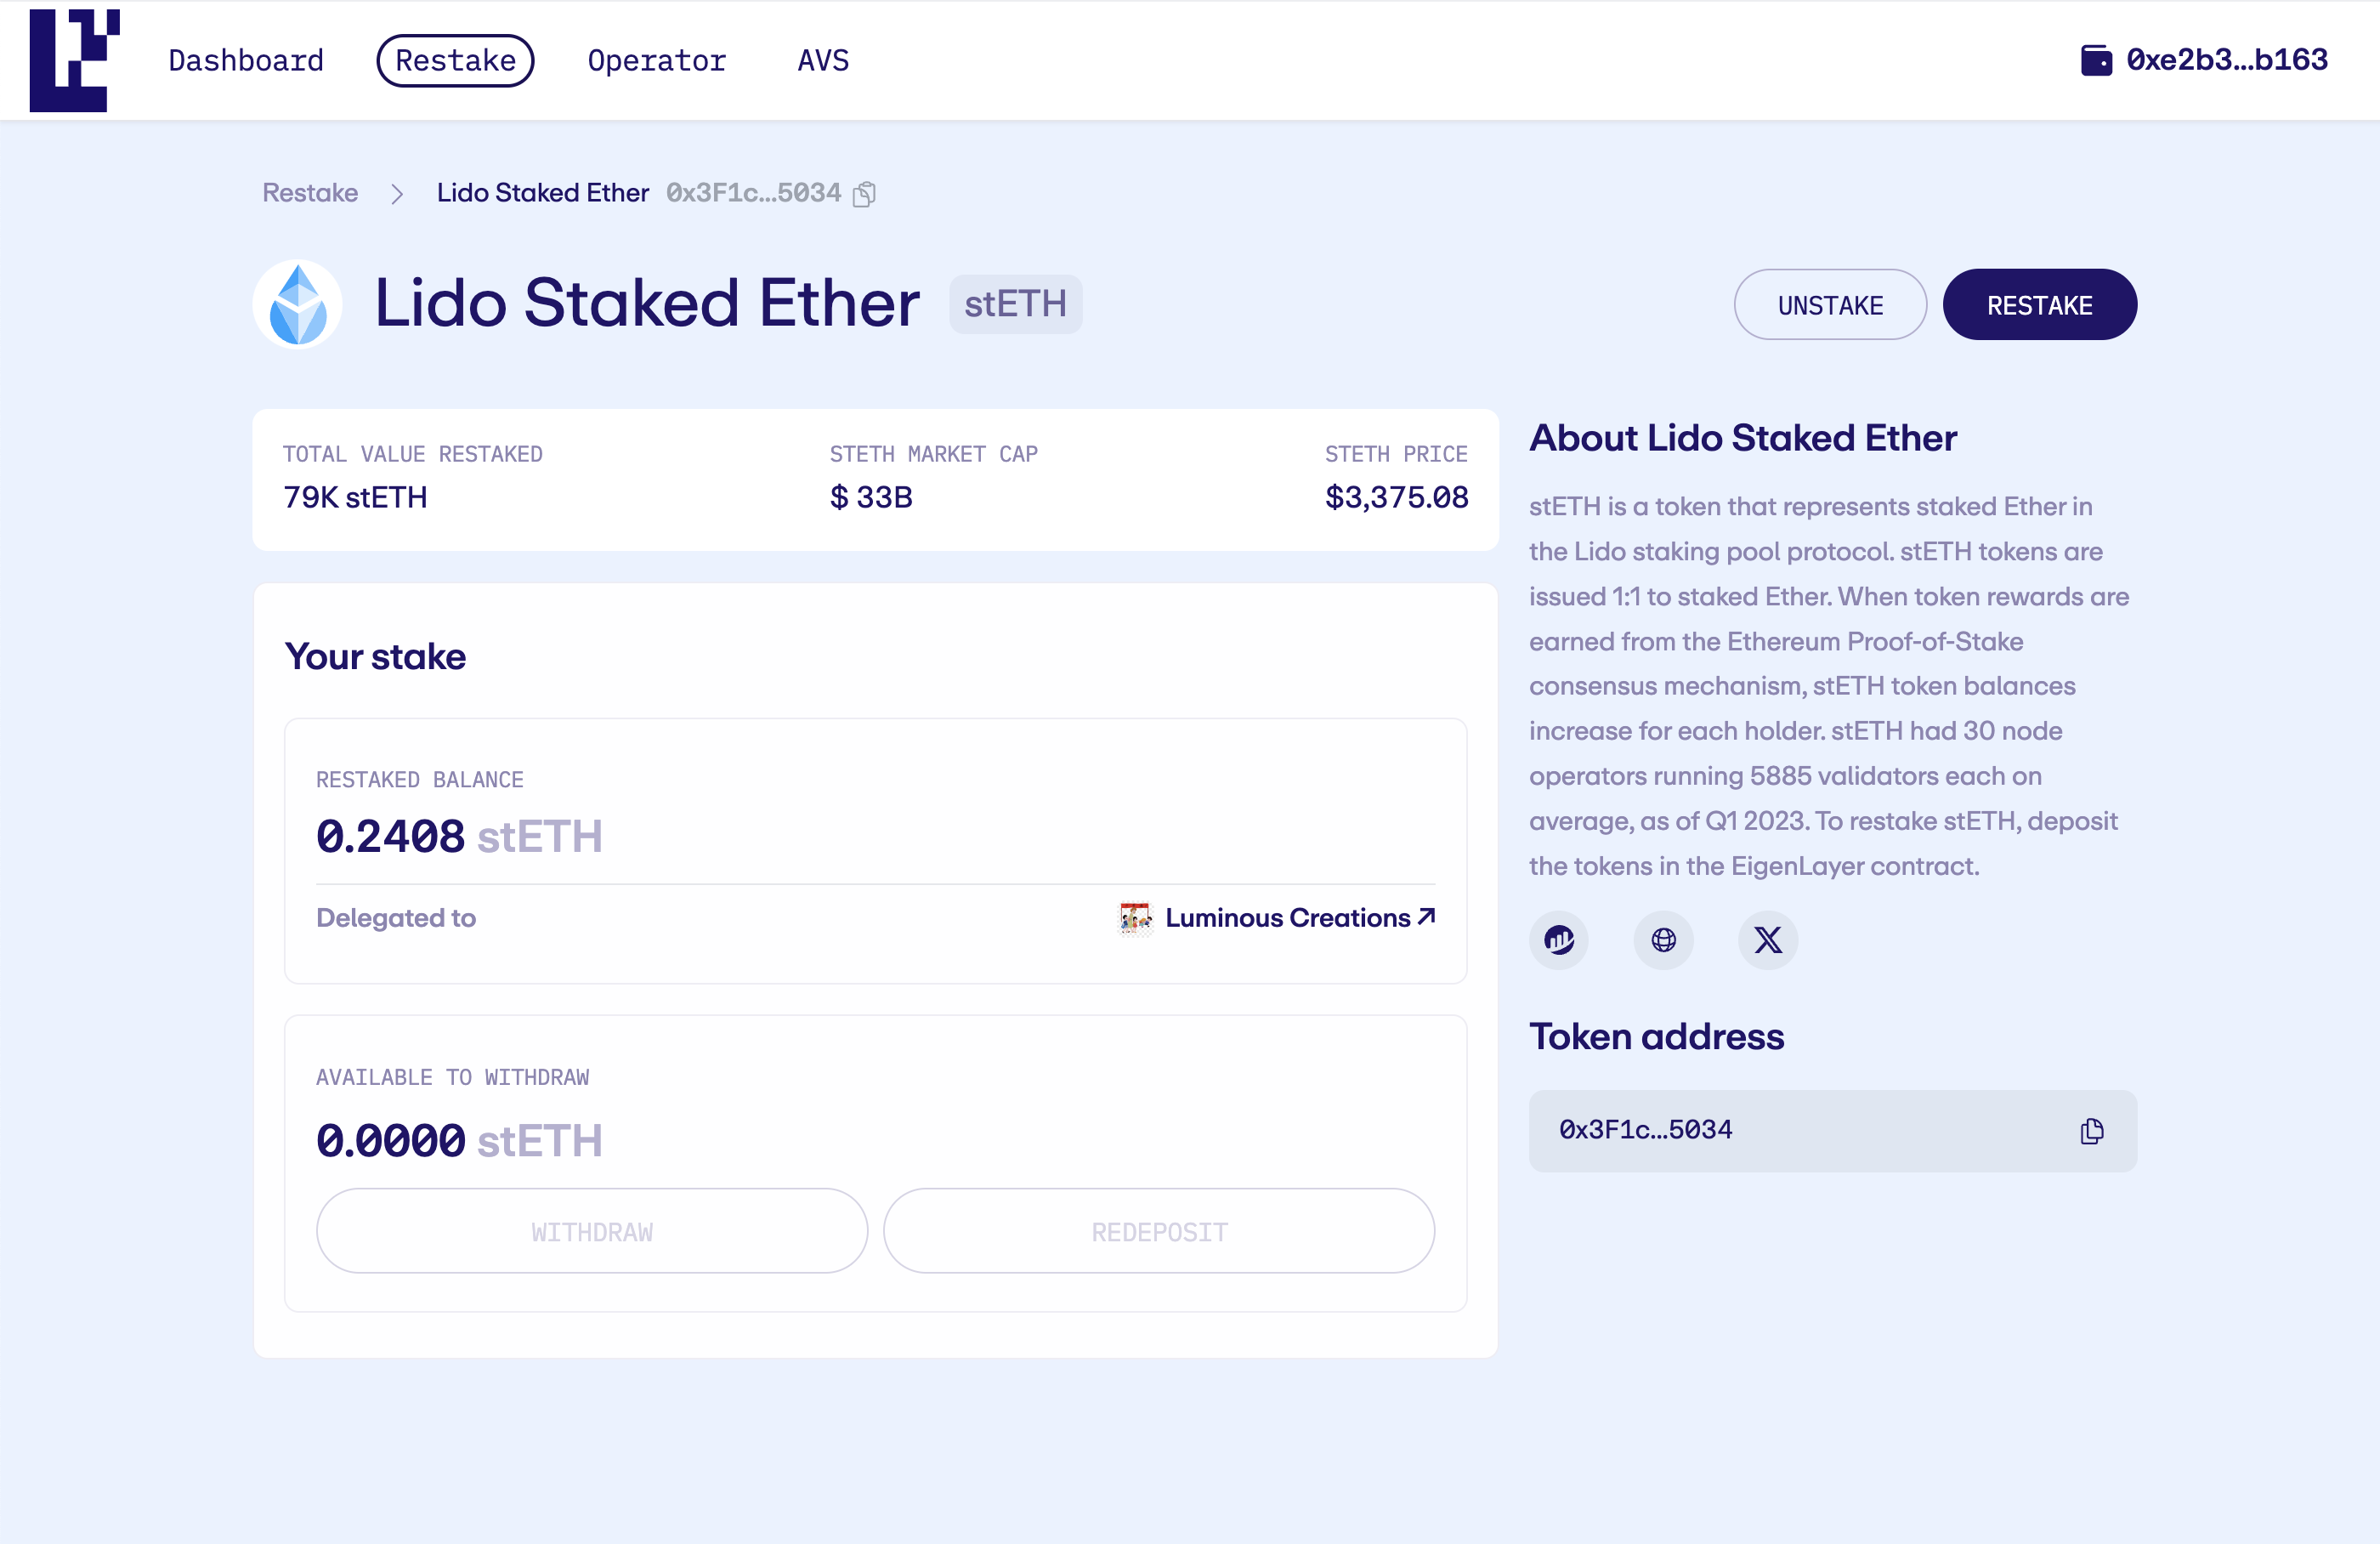 Dashboard Restake Operator AVS 0xe2b3...b163
Restake > Lido Staked Ether 0x3F1c...5034
Lido Staked Ether stETH
UNSTAKE RESTAKE
TOTAL VALUE RESTAKED STETH MARKET CAP STETH PRICE
79K stETH $ 33B $3,375.08
Your stake
RESTAKED BALANCE
0.2408 stETH
Delegated to Luminous Creations
AVAILABLE TO WITHDRAW
0.0000 stETH
WITHDRAW REDEPOSIT
About Lido Staked Ether
stETH is a token that represents staked Ether in
the Lido staking pool protocol. stETH tokens are
issued 1:1 to staked Ether. When token rewards are
earned from the Ethereum Proof-of-Stake
consensus mechanism, stETH token balances
increase for each holder. stETH had 30 node
operators running 5885 validators each on
average, as of Q1 2023. To restake stETH, deposit
the tokens in the EigenLayer contract.
Token address
0x3F1c...5034